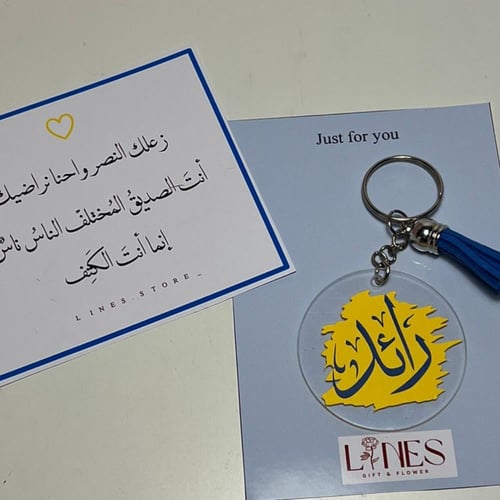 زعلك النصر واحنا نراضيك
أنتَ الصديقُ المُختلف الناسُ ناسٌ
إنما أنتَ الكَتِف
LINES.STORE_
Just for you
رائد
LINES
GIFT & FLOWER